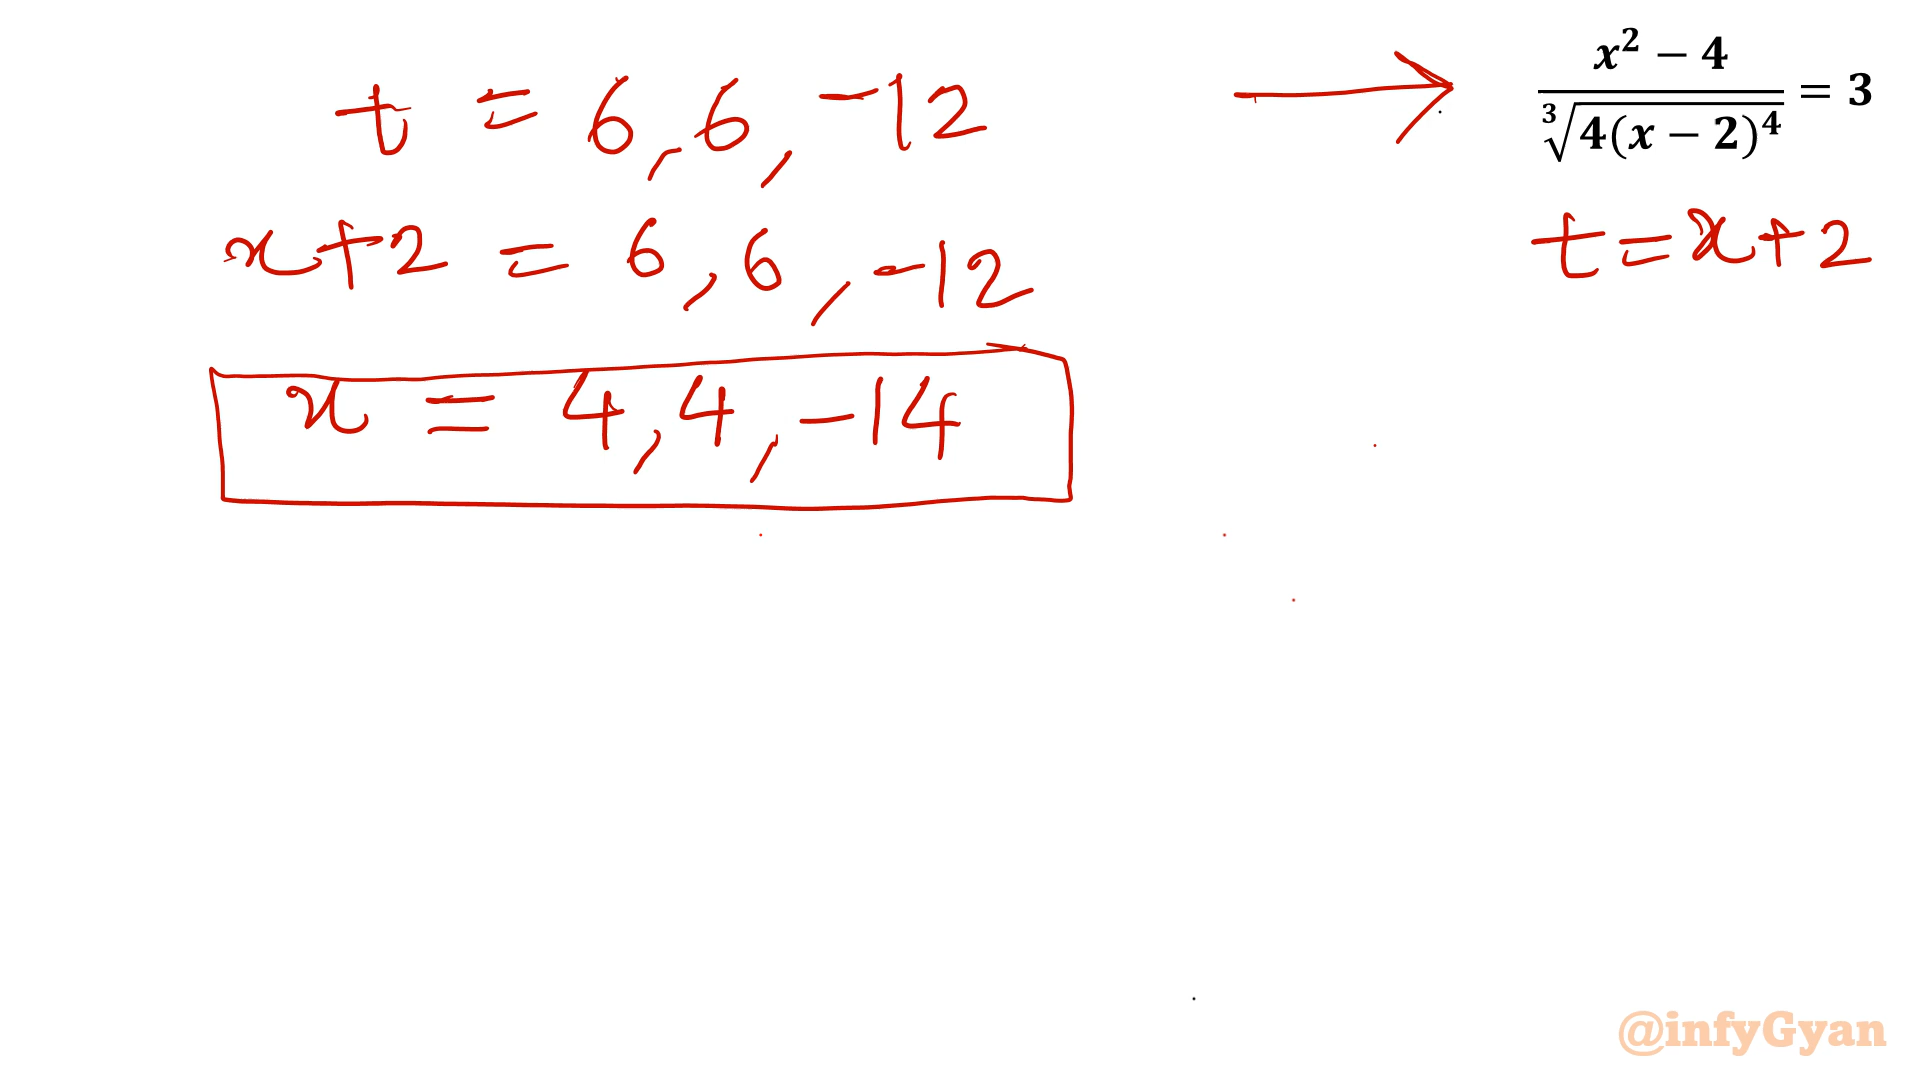 t = 6, 6, -12
x+2 = 6, 6, -12
x = 4, 4, -14
x² − 4 / ∛4(x − 2)⁴ = 3
t = x+2
@infyGyan